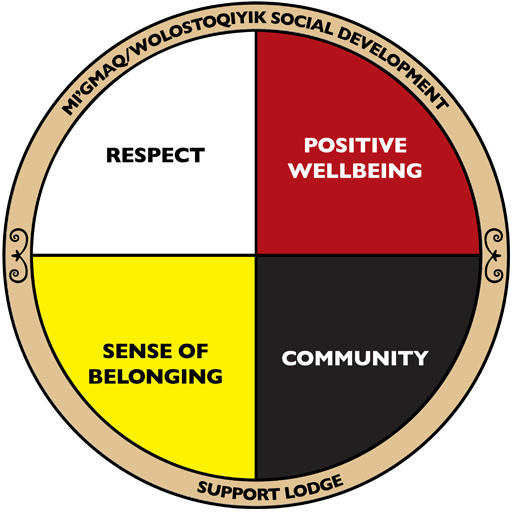 MI'GMAQ/WOLOSTOQIYIK SOCIAL DEVELOPMENT
RESPECT
POSITIVE
WELLBEING
SENSE OF
BELONGING
COMMUNITY
SUPPORT LODGE